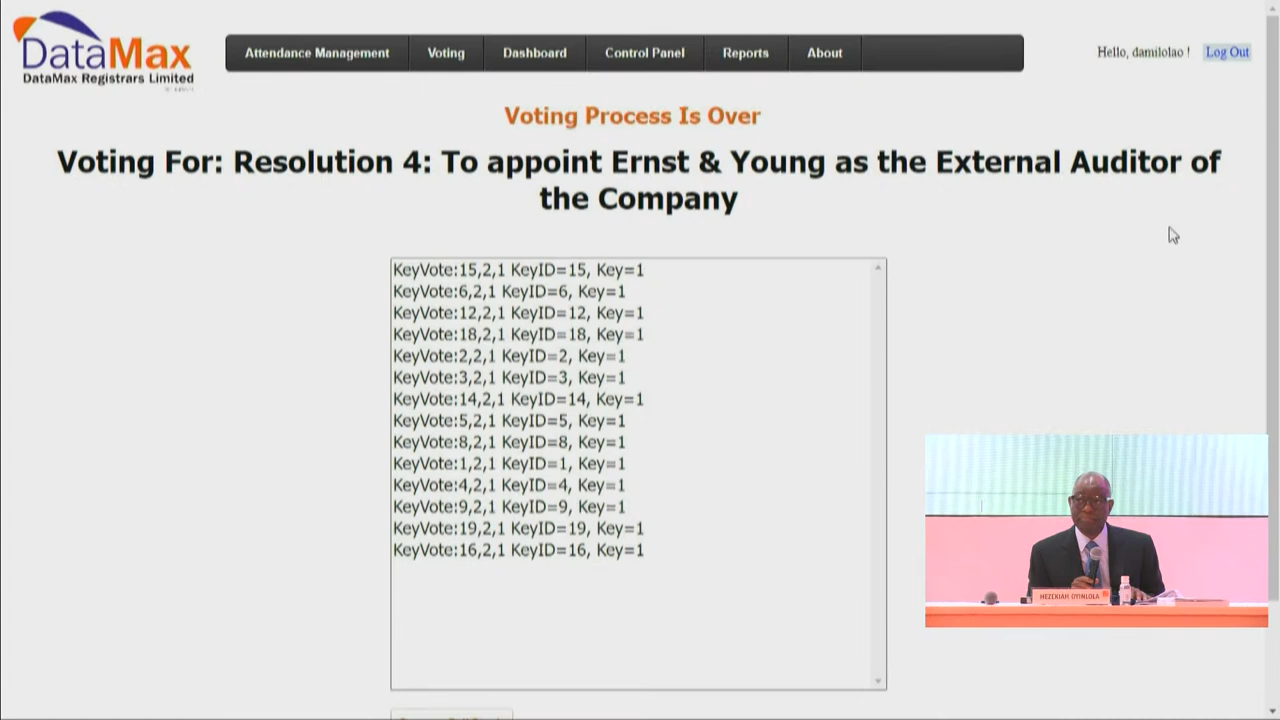 DataMax
DataMax Registrars Limited
Attendance Management Voting Dashboard Control Panel Reports About
Hello, damilolao ! Log Out
Voting Process Is Over
Voting For: Resolution 4: To appoint Ernst & Young as the External Auditor of
the Company
KeyVote:15,2,1 KeyID=15, Key=1
KeyVote:6,2,1 KeyID=6, Key=1
KeyVote:12,2,1 KeyID=12, Key=1
KeyVote:18,2,1 KeyID=18, Key=1
KeyVote:2,2,1 KeyID=2, Key=1
KeyVote:3,2,1 KeyID=3, Key=1
KeyVote:14,2,1 KeyID=14, Key=1
KeyVote:5,2,1 KeyID=5, Key=1
KeyVote:8,2,1 KeyID=8, Key=1
KeyVote:1,2,1 KeyID=1, Key=1
KeyVote:4,2,1 KeyID=4, Key=1
KeyVote:9,2,1 KeyID=9, Key=1
KeyVote:19,2,1 KeyID=19, Key=1
KeyVote:16,2,1 KeyID=16, Key=1
HEZEKIAH OYINLOLA